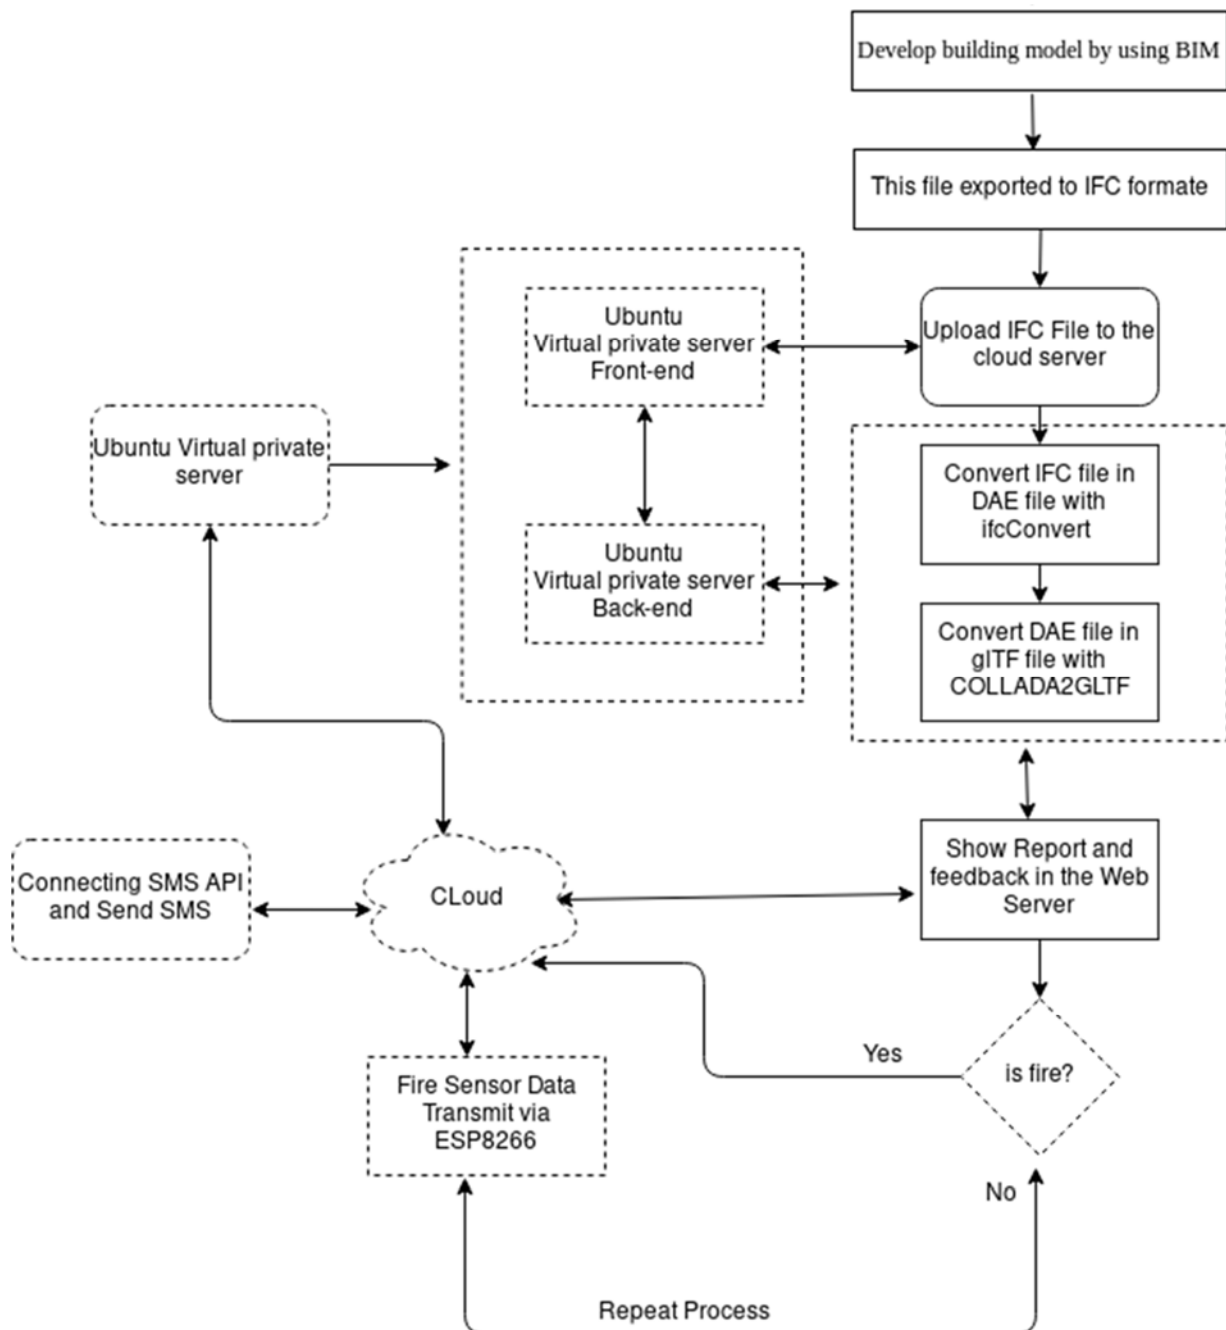 Develop building model by using BIM
This file exported to IFC formate
Ubuntu
Virtual private server
Front-end
Upload IFC File to the
cloud server
Ubuntu Virtual private
server
Convert IFC file in
DAE file with
ifcConvert
Ubuntu
Virtual private server
Back-end
Convert DAE file in
glTF file with
COLLADA2GLTF
Connecting SMS API
and Send SMS
CLoud
Show Report and
feedback in the Web
Server
Yes
is fire?
Fire Sensor Data
Transmit via
ESP8266
No
Repeat Process